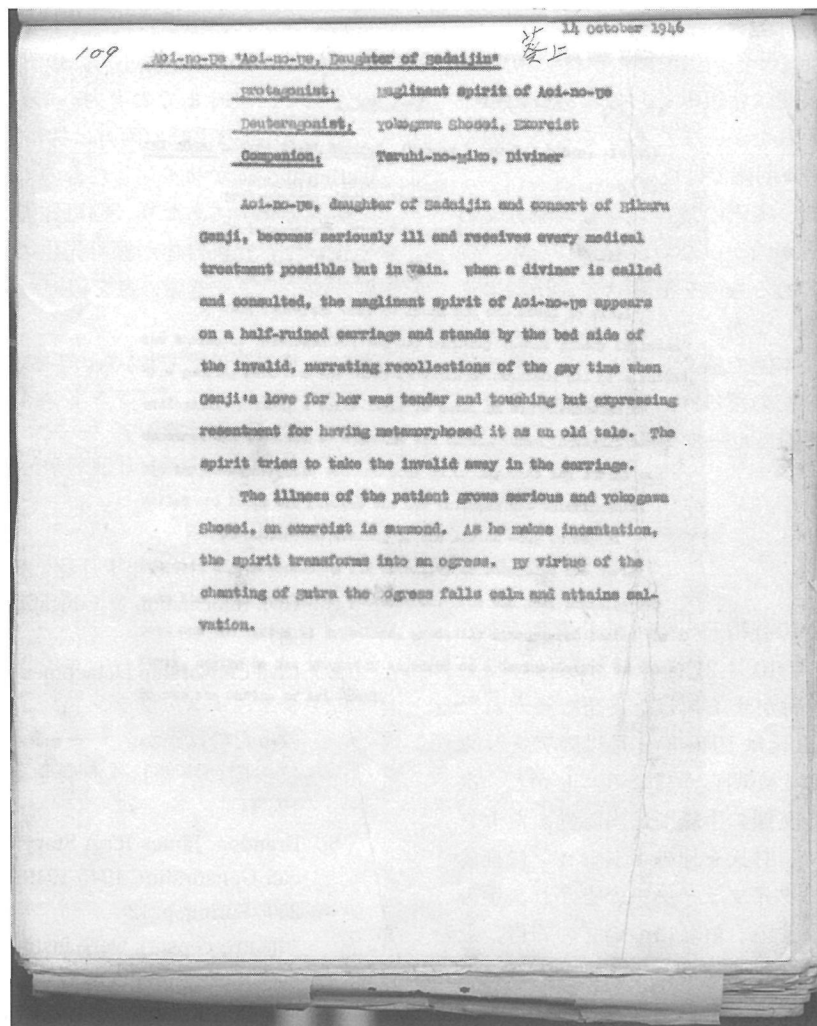 14 October 1946
109
葵上
Aoi-no-ue "Aoi-no-ue, Daughter of Sadaijin"
Protagonist, Maglinant spirit of Aoi-no-ue
Deuteragonist, Yokogawa Shosei, Exorcist
Companion, Teruhi-no-Miko, Diviner
Aoi-no-ue, daughter of Sadaijin and consort of Hikaru
Genji, becomes seriously ill and receives every medical
treatment possible but in vain. When a diviner is called
and consulted, the maglinant spirit of Aoi-no-ue appears
on a half-ruined carriage and stands by the bed side of
the invalid, narrating recollections of the gay time when
Genji's love for her was tender and touching but expressing
resentment for having metamorphosed it as an old tale. The
spirit tries to take the invalid away in the carriage.
The illness of the patient grows serious and Yokogawa
Shosei, an exorcist is summond. As he makes incantation,
the spirit transforms into an ogress. By virtue of the
chanting of sutra the ogress falls calm and attains sal-
vation.